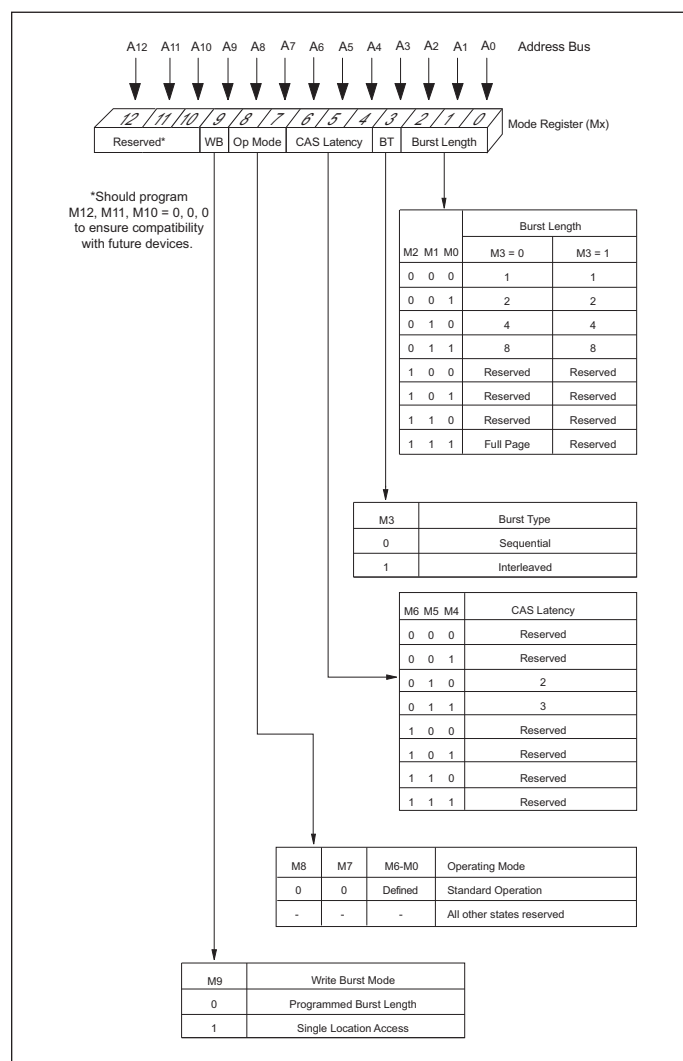 A12 A11 A10 A9 A8 A7 A6 A5 A4 A3 A2 A1 A0 Address Bus
12 11 10 9 8 7 6 5 4 3 2 1 0 Mode Register (Mx)
Reserved* WB Op Mode CAS Latency BT Burst Length
*Should program
M12, M11, M10 = 0, 0, 0
to ensure compatibility
with future devices.
Burst Length
M2 M1 M0 M3 = 0 M3 = 1
0 0 0 1 1
0 0 1 2 2
0 1 0 4 4
0 1 1 8 8
1 0 0 Reserved Reserved
1 0 1 Reserved Reserved
1 1 0 Reserved Reserved
1 1 1 Full Page Reserved
M3 Burst Type
0 Sequential
1 Interleaved
M6 M5 M4 CAS Latency
0 0 0 Reserved
0 0 1 Reserved
0 1 0 2
0 1 1 3
1 0 0 Reserved
1 0 1 Reserved
1 1 0 Reserved
1 1 1 Reserved
M8 M7 M6-M0 Operating Mode
0 0 Defined Standard Operation
- - - All other states reserved
M9 Write Burst Mode
0 Programmed Burst Length
1 Single Location Access